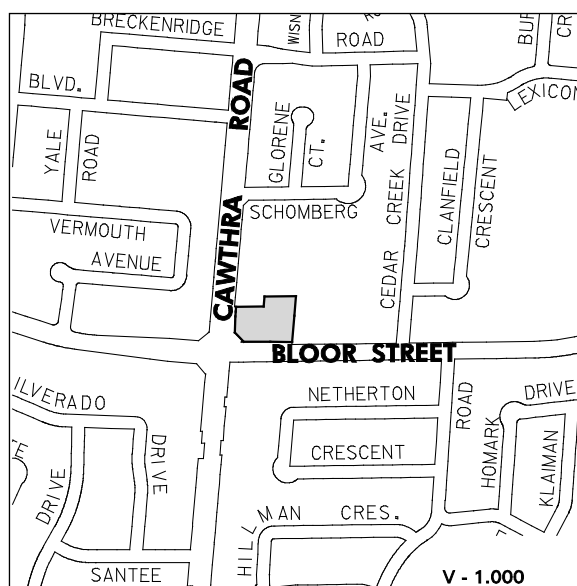 BRECKENRIDGE
ROAD
BLVD.
LEXICON
ROAD
YALE
ROAD
GLORENE
CT.
AVE.
DRIVE
CLANFIELD
CRESCENT
SCHOMBERG
CEDAR CREEK
VERMOUTH
AVENUE
CAWTHRA
BLOOR STREET
ILVERADO
DRIVE
NETHERTON
CRESCENT
ROAD
HOMARK
DRIVE
KLAIMAN
DRIVE
HILLMAN CRES.
SANTEE
V - 1.000